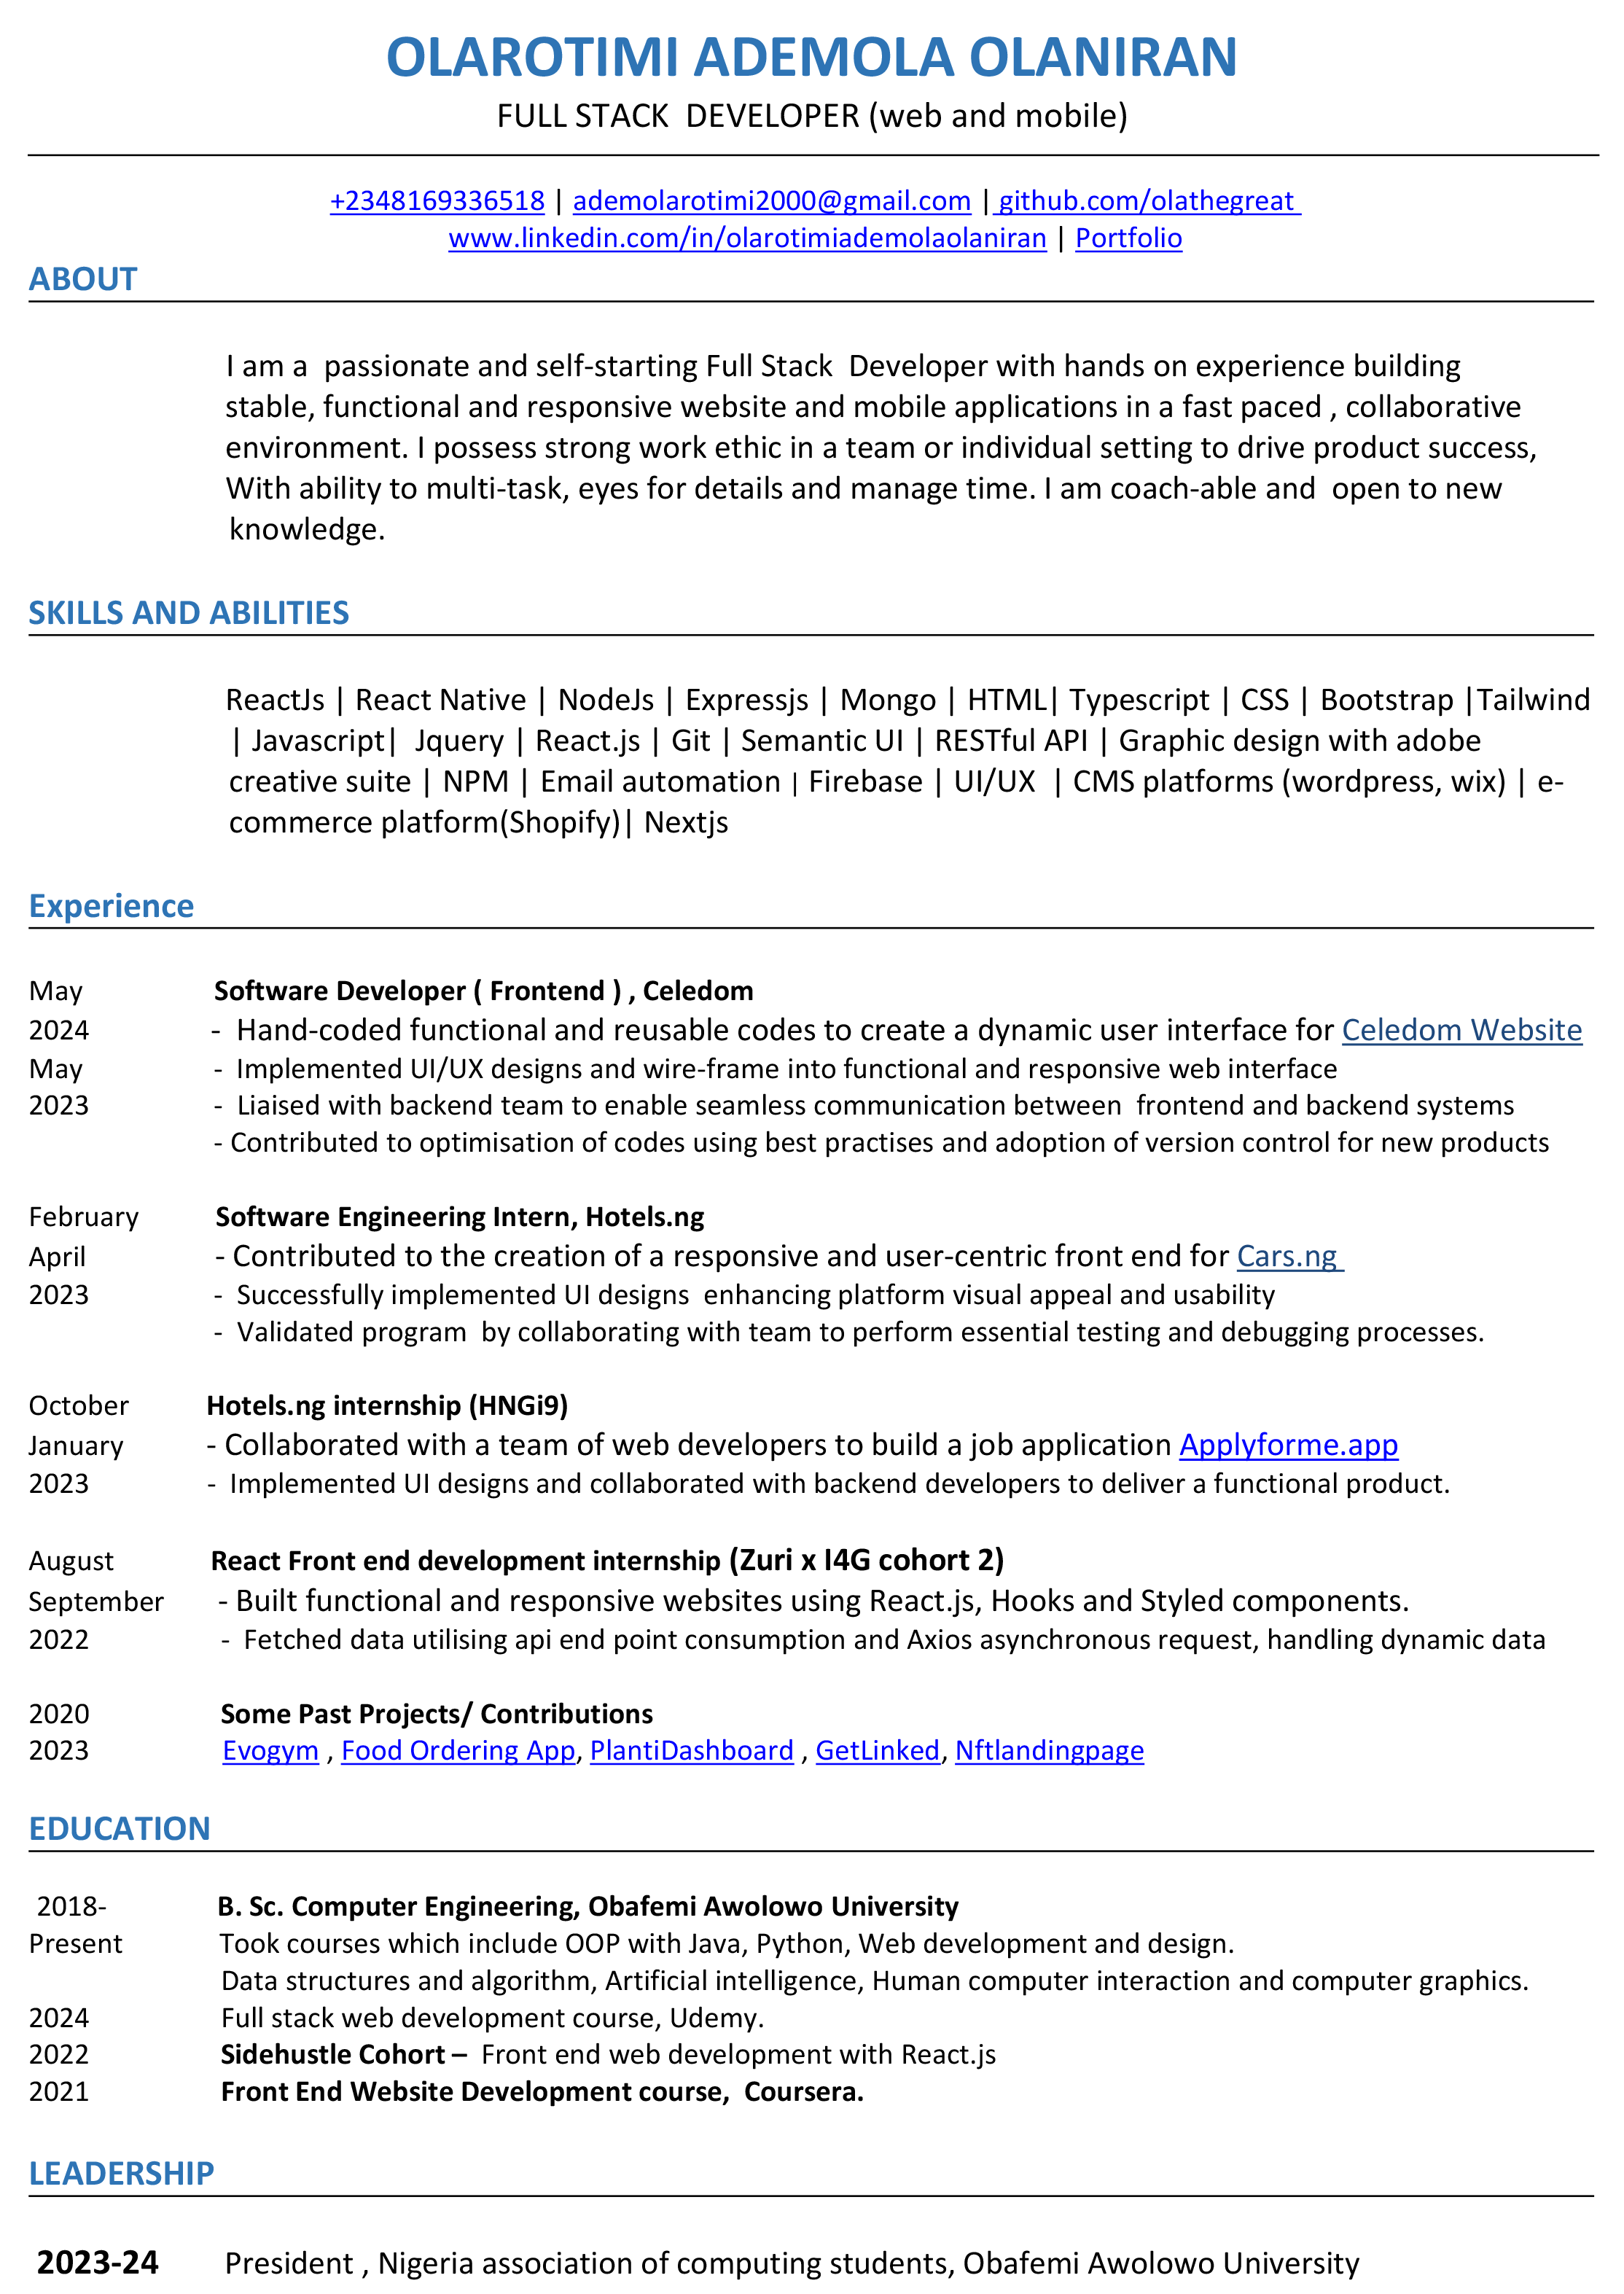 OLAROTIMI ADEMOLA OLANIRAN
FULL STACK  DEVELOPER (web and mobile)
+2348169336518 | ademolarotimi2000@gmail.com | github.com/olathegreat
www.linkedin.com/in/olarotimiademolaolaniran | Portfolio
ABOUT
I am a  passionate and self-starting Full Stack  Developer with hands on experience building
stable, functional and responsive website and mobile applications in a fast paced , collaborative
environment. I possess strong work ethic in a team or individual setting to drive product success,
With ability to multi-task, eyes for details and manage time. I am coach-able and  open to new
knowledge.
SKILLS AND ABILITIES
ReactJs | React Native | NodeJs | Expressjs | Mongo | HTML| Typescript | CSS | Bootstrap |Tailwind
| Javascript|  Jquery | React.js | Git | Semantic UI | RESTful API | Graphic design with adobe
creative suite | NPM | Email automation | Firebase | UI/UX  | CMS platforms (wordpress, wix) | e-
commerce platform(Shopify)| Nextjs
Experience
May Software Developer ( Frontend ) , Celedom
2024 -  Hand-coded functional and reusable codes to create a dynamic user interface for Celedom Website
May -  Implemented UI/UX designs and wire-frame into functional and responsive web interface
2023 -  Liaised with backend team to enable seamless communication between  frontend and backend systems
- Contributed to optimisation of codes using best practises and adoption of version control for new products
February Software Engineering Intern, Hotels.ng
April - Contributed to the creation of a responsive and user-centric front end for Cars.ng
2023 -  Successfully implemented UI designs  enhancing platform visual appeal and usability
-  Validated program  by collaborating with team to perform essential testing and debugging processes.
October Hotels.ng internship (HNGi9)
January - Collaborated with a team of web developers to build a job application Applyforme.app
2023 -  Implemented UI designs and collaborated with backend developers to deliver a functional product.
August React Front end development internship (Zuri x I4G cohort 2)
September - Built functional and responsive websites using React.js, Hooks and Styled components.
2022 -  Fetched data utilising api end point consumption and Axios asynchronous request, handling dynamic data
2020 Some Past Projects/ Contributions
2023 Evogym , Food Ordering App, PlantiDashboard , GetLinked, Nftlandingpage
EDUCATION
2018- B. Sc. Computer Engineering, Obafemi Awolowo University
Present Took courses which include OOP with Java, Python, Web development and design.
Data structures and algorithm, Artificial intelligence, Human computer interaction and computer graphics.
2024 Full stack web development course, Udemy.
2022 Sidehustle Cohort –  Front end web development with React.js
2021 Front End Website Development course,  Coursera.
LEADERSHIP
2023-24 President , Nigeria association of computing students, Obafemi Awolowo University